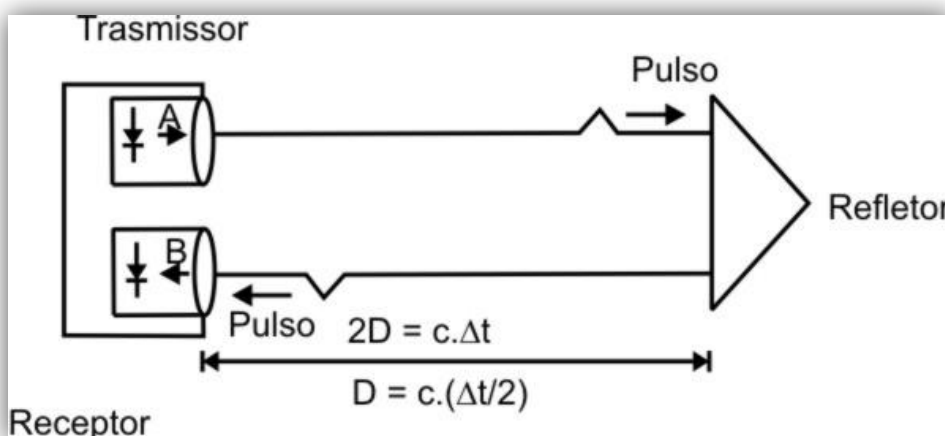 Trasmissor
Pulso
A
Refletor
B
Pulso
2D = c.Δt
D = c.(Δt/2)
Receptor